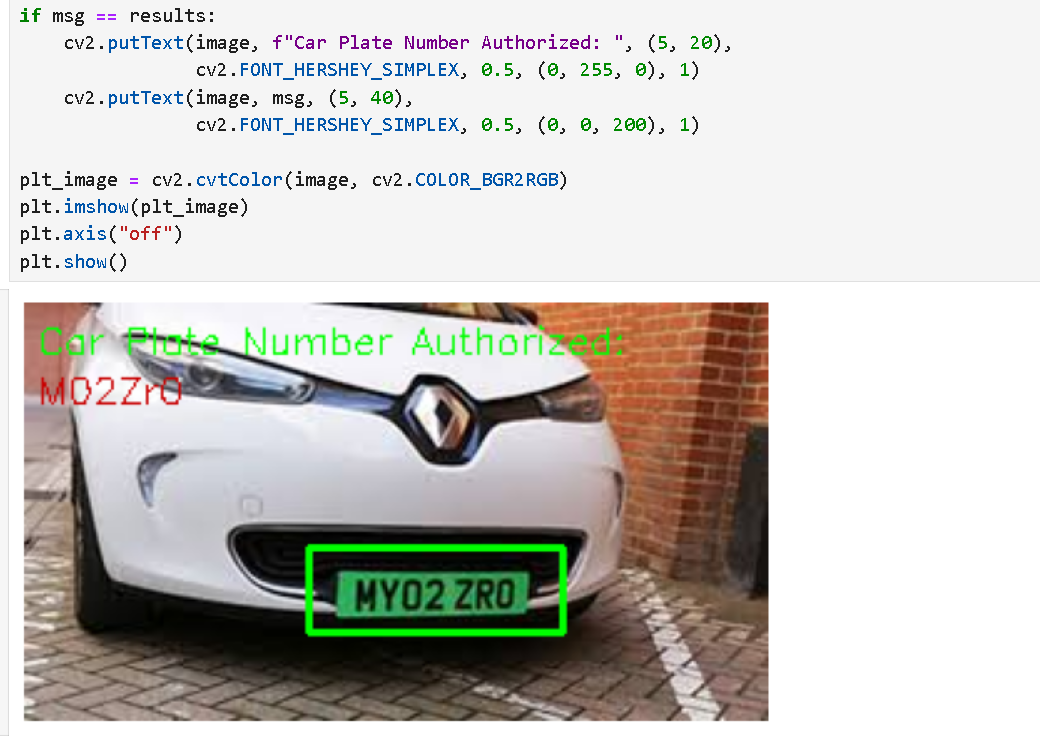 if msg == results:
    cv2.putText(image, f"Car Plate Number Authorized: ", (5, 20),
                cv2.FONT_HERSHEY_SIMPLEX, 0.5, (0, 255, 0), 1)
    cv2.putText(image, msg, (5, 40),
                cv2.FONT_HERSHEY_SIMPLEX, 0.5, (0, 0, 200), 1)
plt_image = cv2.cvtColor(image, cv2.COLOR_BGR2RGB)
plt.imshow(plt_image)
plt.axis("off")
plt.show()
Car Plate Number Authorized:
MO2ZrO
MY02 ZRO